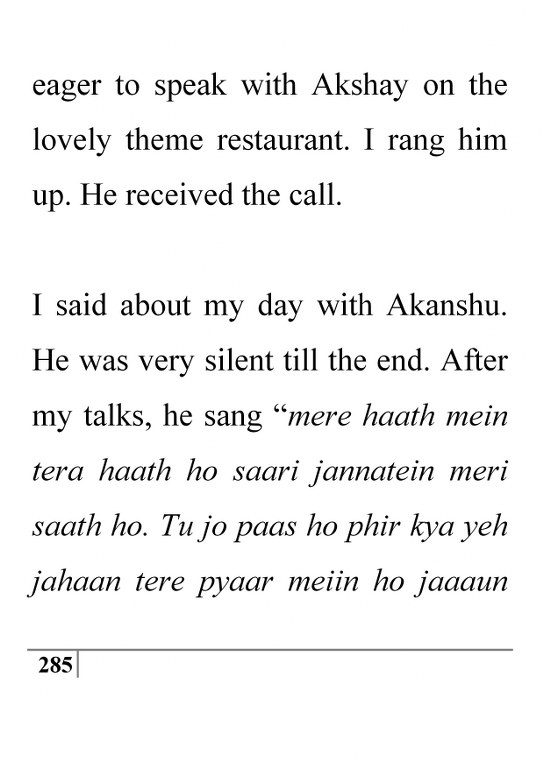 eager to speak with Akshay on the
lovely theme restaurant. I rang him
up. He received the call.
I said about my day with Akanshu.
He was very silent till the end. After
my talks, he sang “mere haath mein
tera haath ho saari jannatein meri
saath ho. Tu jo paas ho phir kya yeh
jahaan tere pyaar meiin ho jaaaun
285